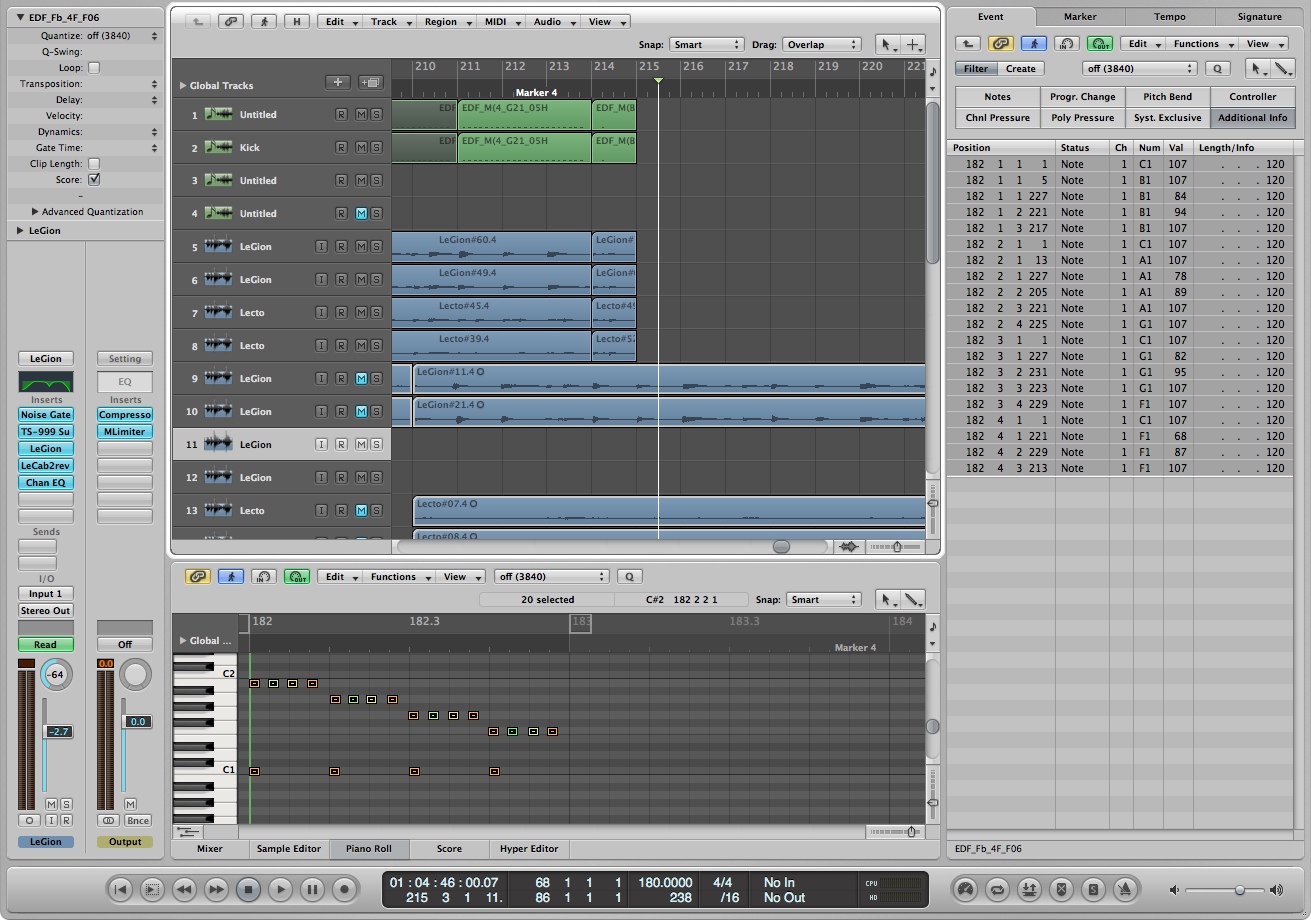 EDF_Fb_4F_F06
Quantize: off (3840)
Q-Swing:
Loop:
Transposition:
Delay:
Velocity:
Dynamics:
Gate Time:
Clip Length:
Score:
–
Advanced Quantization
LeGion
LeGion Setting
EQ
Inserts Inserts
Noise Gate Compresso
TS-999 Su MLimiter
LeGion
LeCab2rev
Chan EQ
Sends
I/O
Input 1
Stereo Out
Read Off
0.0
-64
-2.7 0.0
M S M
I R Bnce
LeGion Output
H Edit Track Region MIDI Audio View
Snap: Smart Drag: Overlap
210 211 212 213 214 215 216 217 218 219 220 221
Global Tracks
Marker 4
1 Untitled R M S EDF EDF_M(4_G21_05H EDF_M(B
2 Kick R M S EDF EDF_M(4_G21_05H EDF_M(B
3 Untitled R M S
4 Untitled R M S
5 LeGion I R M S LeGion#60.4 LeGion#
6 LeGion I R M S LeGion#49.4 LeGion#
7 Lecto I R M S Lecto#45.4 Lecto#49
8 Lecto I R M S Lecto#39.4 Lecto#52
9 LeGion I R M S LeGion#11.4
10 LeGion I R M S LeGion#21.4
11 LeGion I R M S
12 LeGion I R M S
13 Lecto I R M S Lecto#07.4
Lecto#08.4
IN OUT Edit Functions View off (3840) Q
20 selected C#2 182 2 2 1 Snap: Smart
182 182.3 183 183.3 184
Global ...
Marker 4
C2
C1
Mixer Sample Editor Piano Roll Score Hyper Editor
Event Marker Tempo Signature
IN OUT Edit Functions View
Filter Create off (3840) Q
Notes Progr. Change Pitch Bend Controller
Chnl Pressure Poly Pressure Syst. Exclusive Additional Info
Position Status Ch Num Val Length/Info
182 1 1 1 Note 1 C1 107 . . . 120
182 1 1 5 Note 1 B1 107 . . . 120
182 1 1 227 Note 1 B1 84 . . . 120
182 1 2 221 Note 1 B1 94 . . . 120
182 1 3 217 Note 1 B1 107 . . . 120
182 2 1 1 Note 1 C1 107 . . . 120
182 2 1 13 Note 1 A1 107 . . . 120
182 2 1 227 Note 1 A1 78 . . . 120
182 2 2 205 Note 1 A1 89 . . . 120
182 2 3 221 Note 1 A1 107 . . . 120
182 2 4 225 Note 1 G1 107 . . . 120
182 3 1 1 Note 1 C1 107 . . . 120
182 3 1 227 Note 1 G1 82 . . . 120
182 3 2 231 Note 1 G1 95 . . . 120
182 3 3 223 Note 1 G1 107 . . . 120
182 3 4 229 Note 1 F1 107 . . . 120
182 4 1 1 Note 1 C1 107 . . . 120
182 4 1 221 Note 1 F1 68 . . . 120
182 4 2 229 Note 1 F1 87 . . . 120
182 4 3 213 Note 1 F1 107 . . . 120
EDF_Fb_4F_F06
01 : 04 : 46 : 00.07 68 1 1 1 180.0000 4/4 No In CPU
215 3 1 11. 86 1 1 1 238 /16 No Out HD
S